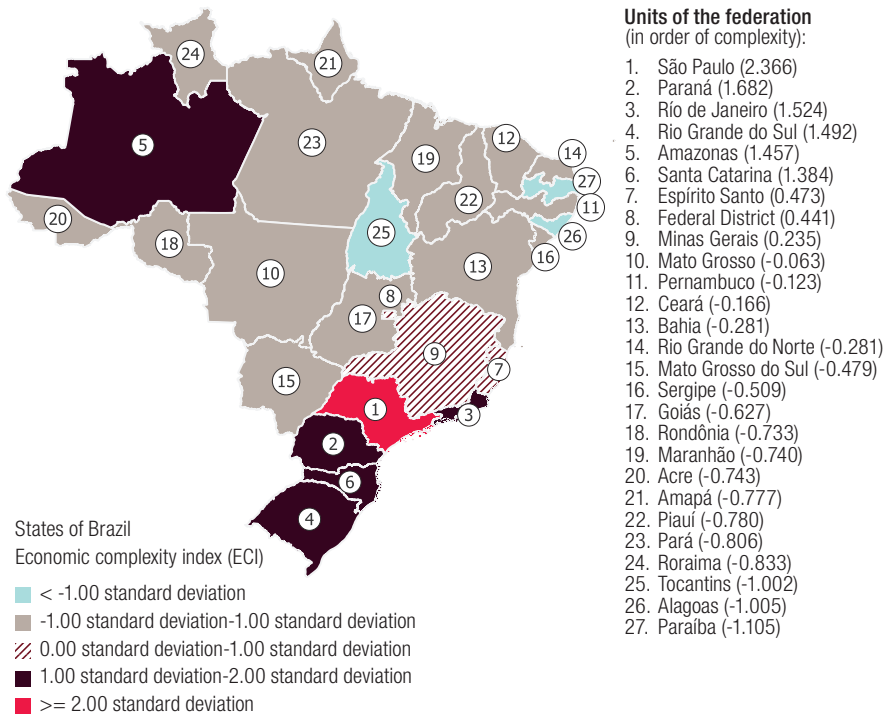 24
21
5
23
12
14
19
27
22
11
20
25
26
18
16
10
13
8
17
9
7
15
1
3
2
6
4
States of Brazil
Economic complexity index (ECI)
< -1.00 standard deviation
-1.00 standard deviation-1.00 standard deviation
0.00 standard deviation-1.00 standard deviation
1.00 standard deviation-2.00 standard deviation
>= 2.00 standard deviation
Units of the federation
(in order of complexity):
1. São Paulo (2.366)
2. Paraná (1.682)
3. Río de Janeiro (1.524)
4. Rio Grande do Sul (1.492)
5. Amazonas (1.457)
6. Santa Catarina (1.384)
7. Espírito Santo (0.473)
8. Federal District (0.441)
9. Minas Gerais (0.235)
10. Mato Grosso (-0.063)
11. Pernambuco (-0.123)
12. Ceará (-0.166)
13. Bahia (-0.281)
14. Rio Grande do Norte (-0.281)
15. Mato Grosso do Sul (-0.479)
16. Sergipe (-0.509)
17. Goiás (-0.627)
18. Rondônia (-0.733)
19. Maranhão (-0.740)
20. Acre (-0.743)
21. Amapá (-0.777)
22. Piauí (-0.780)
23. Pará (-0.806)
24. Roraima (-0.833)
25. Tocantins (-1.002)
26. Alagoas (-1.005)
27. Paraíba (-1.105)